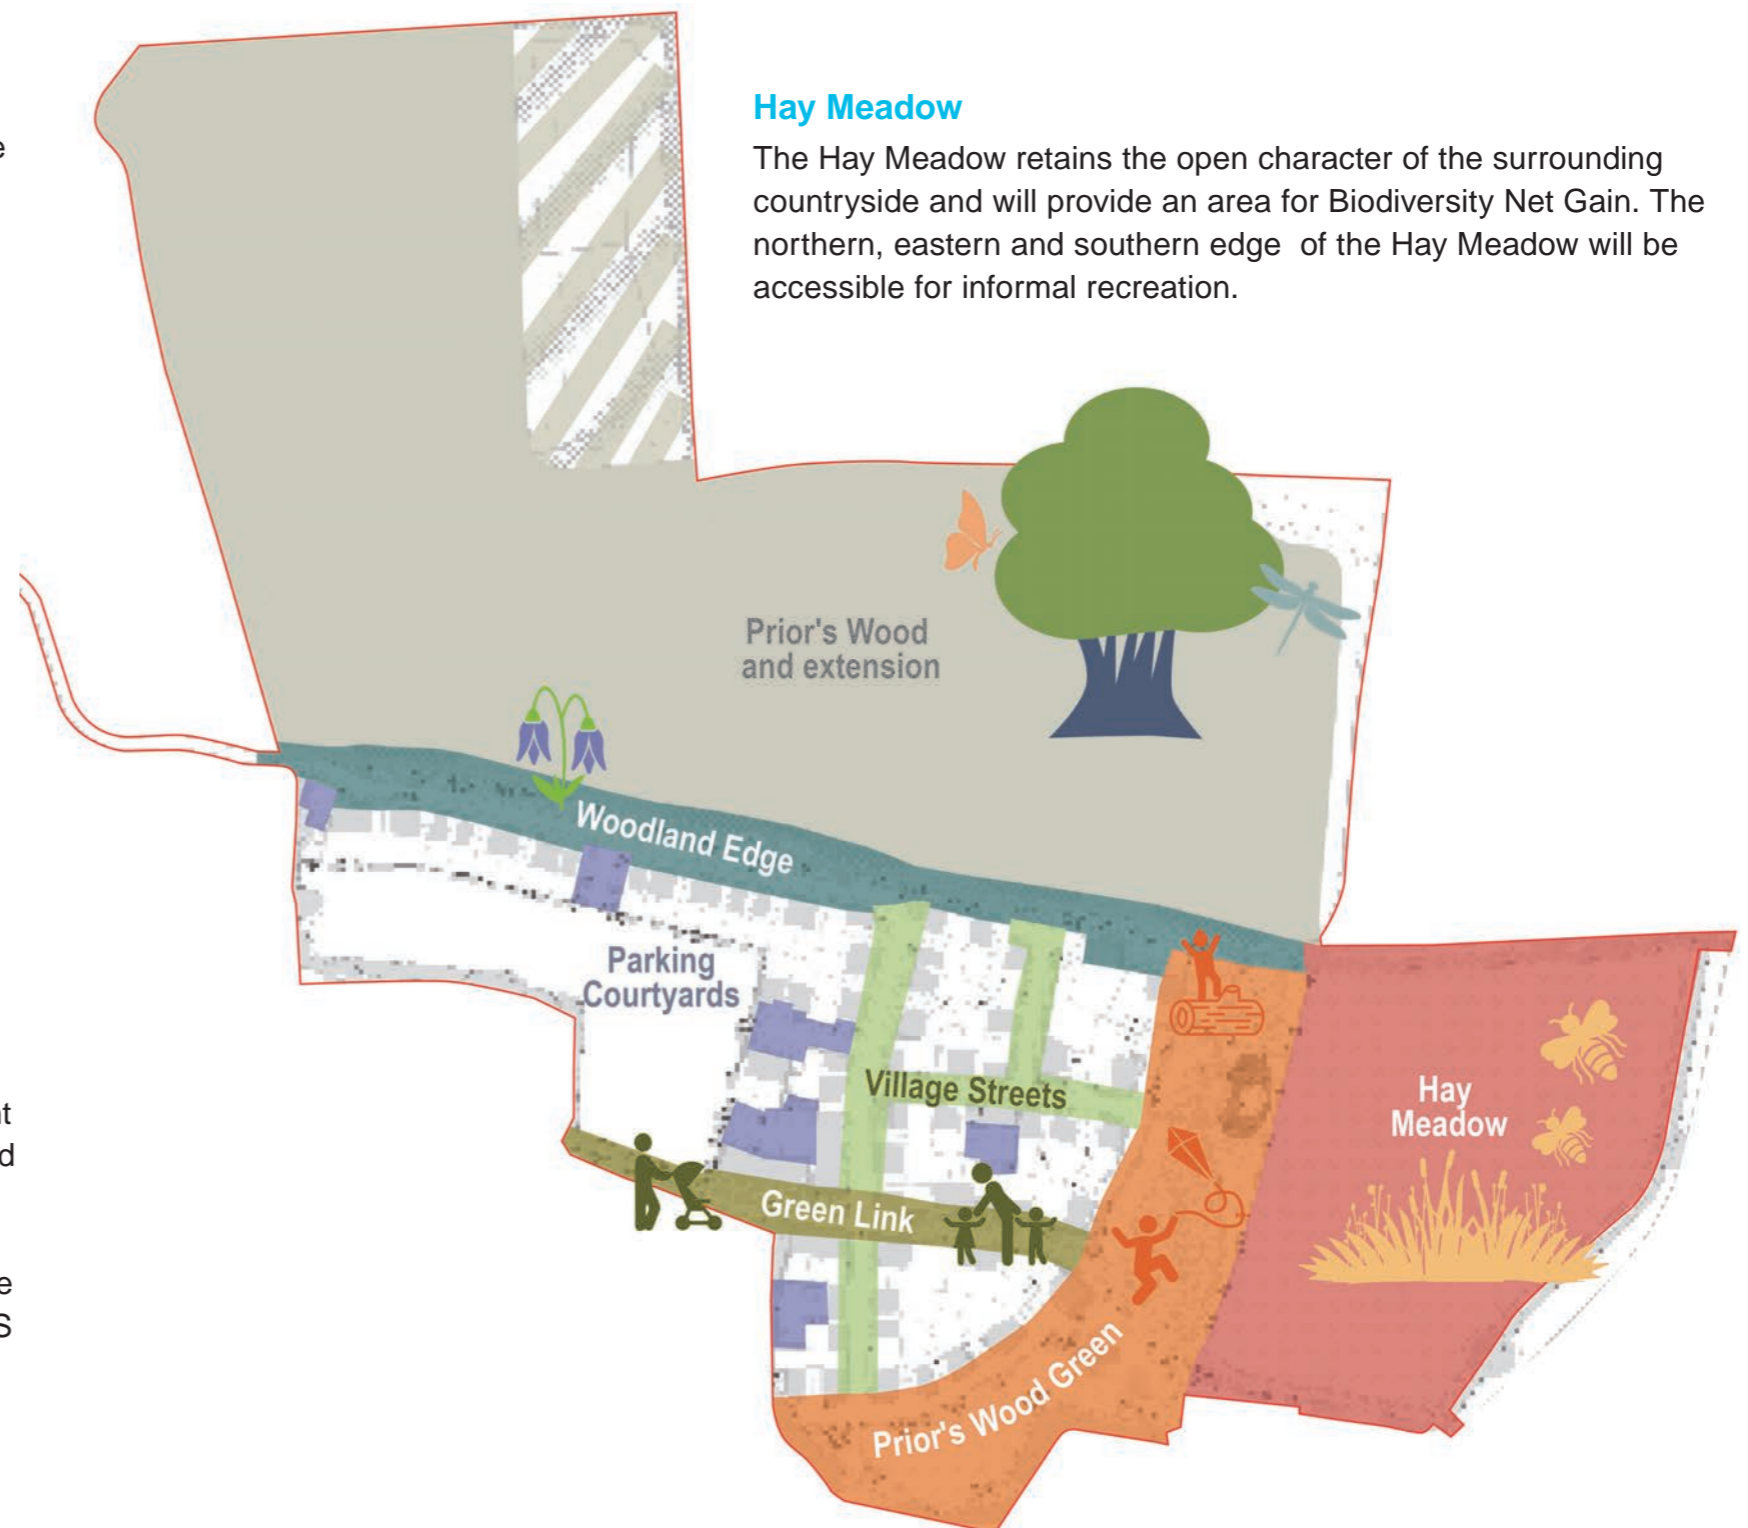 e
Hay Meadow
The Hay Meadow retains the open character of the surrounding
countryside and will provide an area for Biodiversity Net Gain. The
northern, eastern and southern edge  of the Hay Meadow will be
accessible for informal recreation.
Prior's Wood
and extension
Woodland Edge
Parking
Courtyards
Village Streets
Hay
Meadow
Green Link
Prior's Wood Green
nt
d
e
S